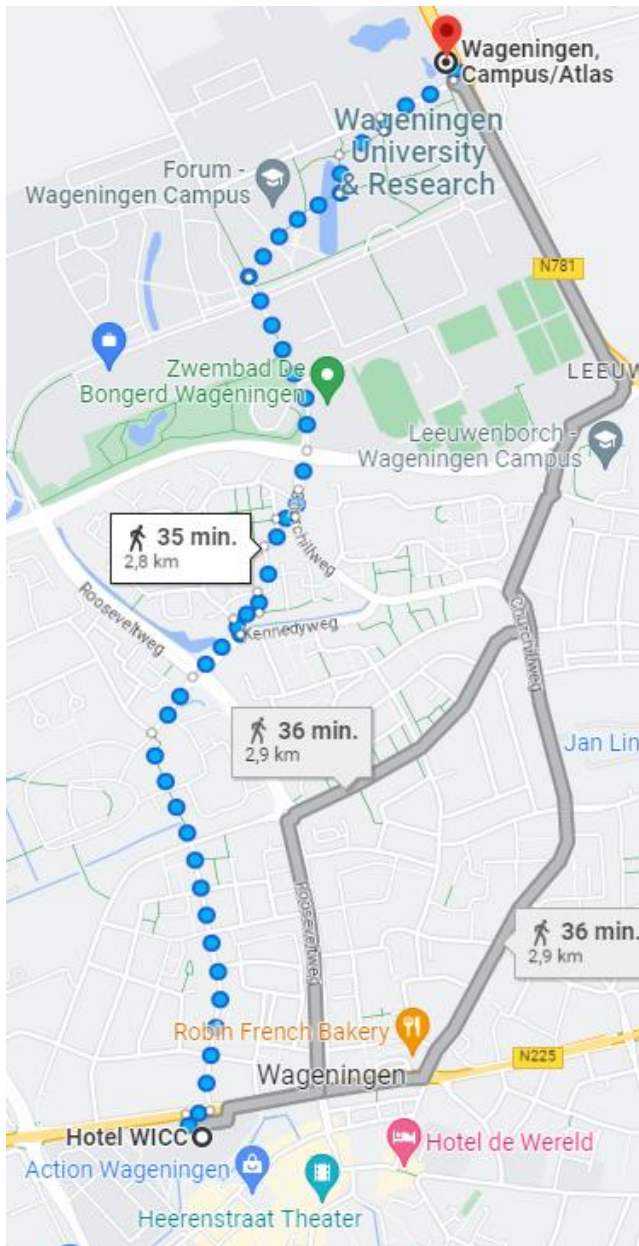 Wageningen,
Campus/Atlas
Wageningen
University
& Research
Forum -
Wageningen Campus
N781
Zwembad De
Bongerd Wageningen
LEEUW
Leeuwenborch -
Wageningen Campus
35 min.
2,8 km
Churchillweg
Rooseveltweg
Kennedyweg
Churchillweg
36 min.
2,9 km
Jan Lin
Rooseveltweg
36 min.
2,9 km
Robin French Bakery
N225
Wageningen
Hotel WICC
Hotel de Wereld
Action Wageningen
Heerenstraat Theater